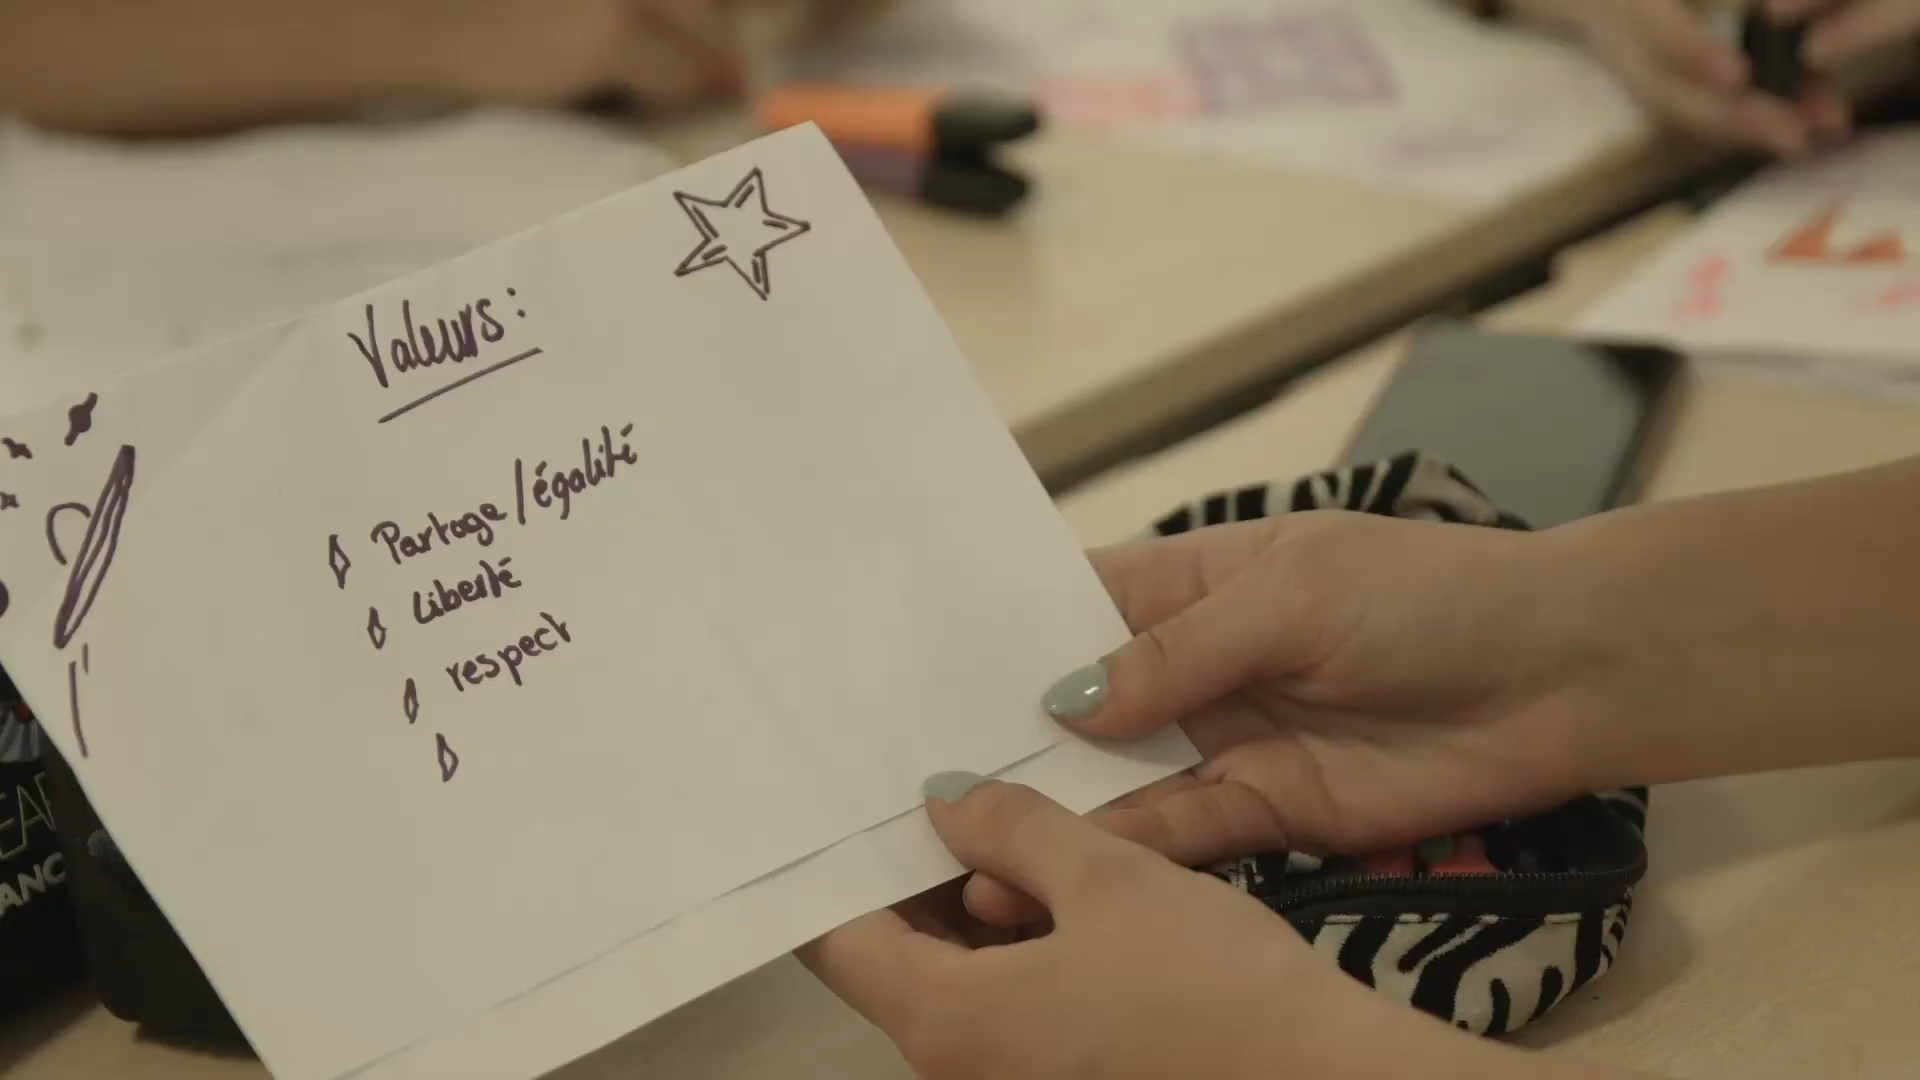 Valeurs:
Partage/égalité
Liberté
respect